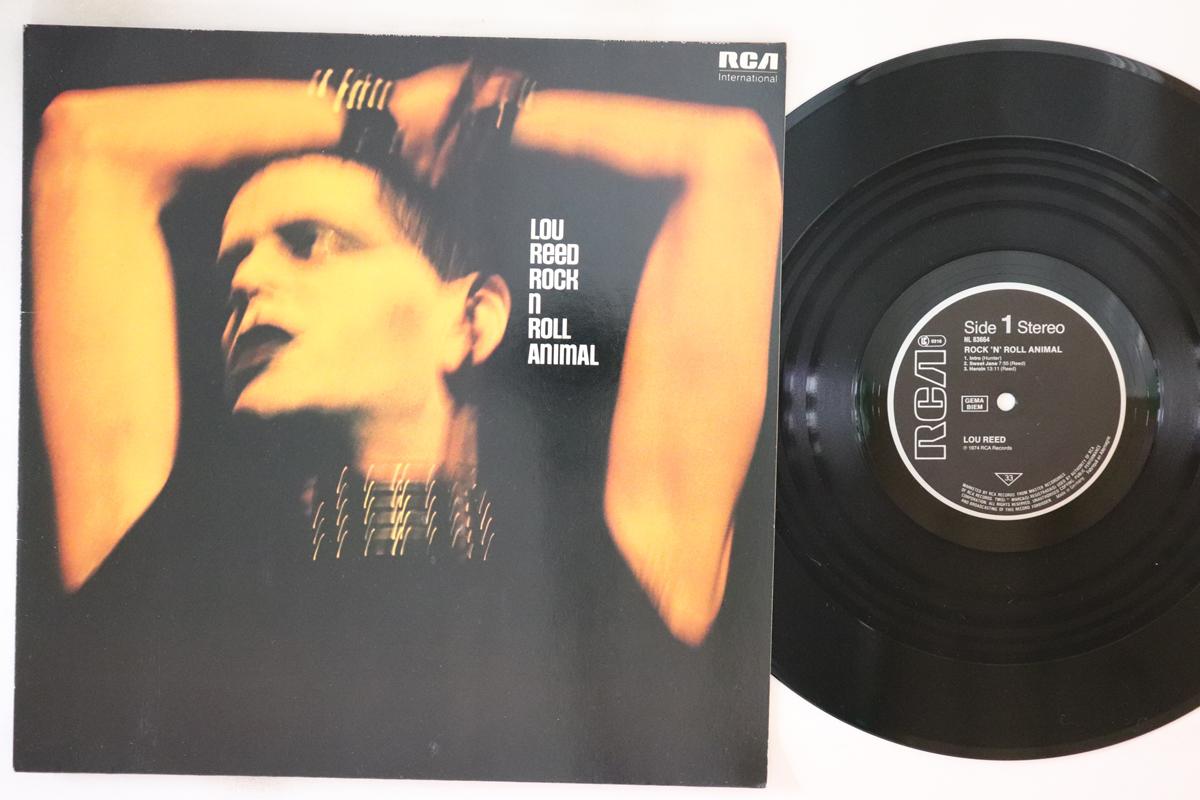 RCA
International
LOU
REED
ROCK
N
ROLL
ANIMAL
RCA
6916
Side 1 Stereo
NL 83664
ROCK 'N' ROLL ANIMAL
1. Intro (Hunter)
2. Sweet Jane 7:55 (Reed)
3. Heroin 13:11 (Reed)
GEMA
BIEM
LOU REED
℗ 1974 RCA Records
33